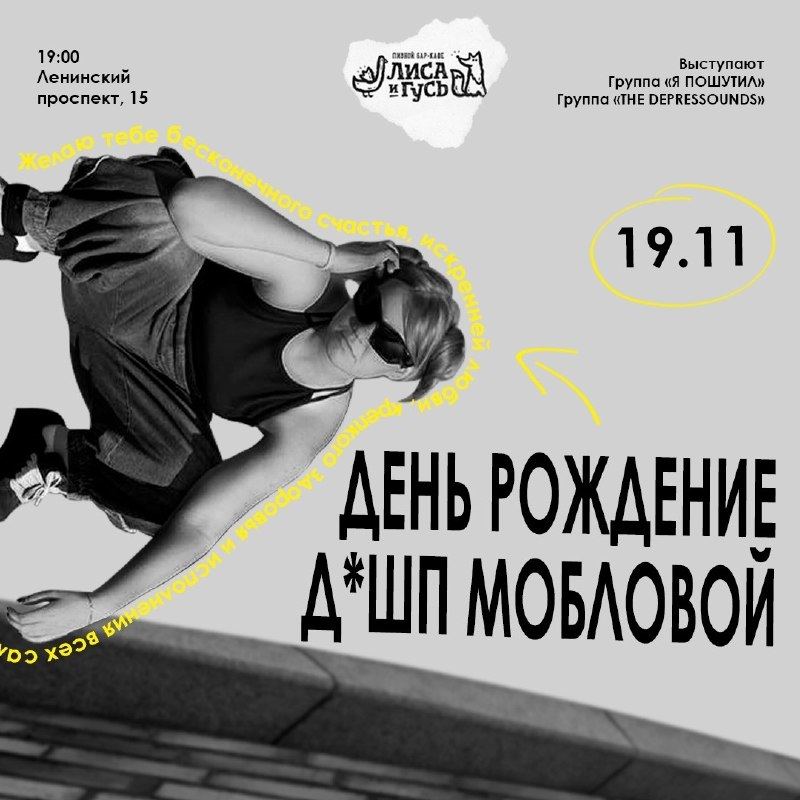 19:00
Ленинский
проспект, 15
ПИВНОЙ БАР-КАФЕ
ЛИСА
И ГУСЬ
Выступают
Группа «Я ПОШУТИЛ»
Группа «THE DEPRESSOUNDS»
Желаю тебе бесконечного счастья, искренней любви, крепкого здоровья и исполнения всех сам
19.11
ДЕНЬ РОЖДЕНИЕ
Д*ШП МОБЛОВОЙ